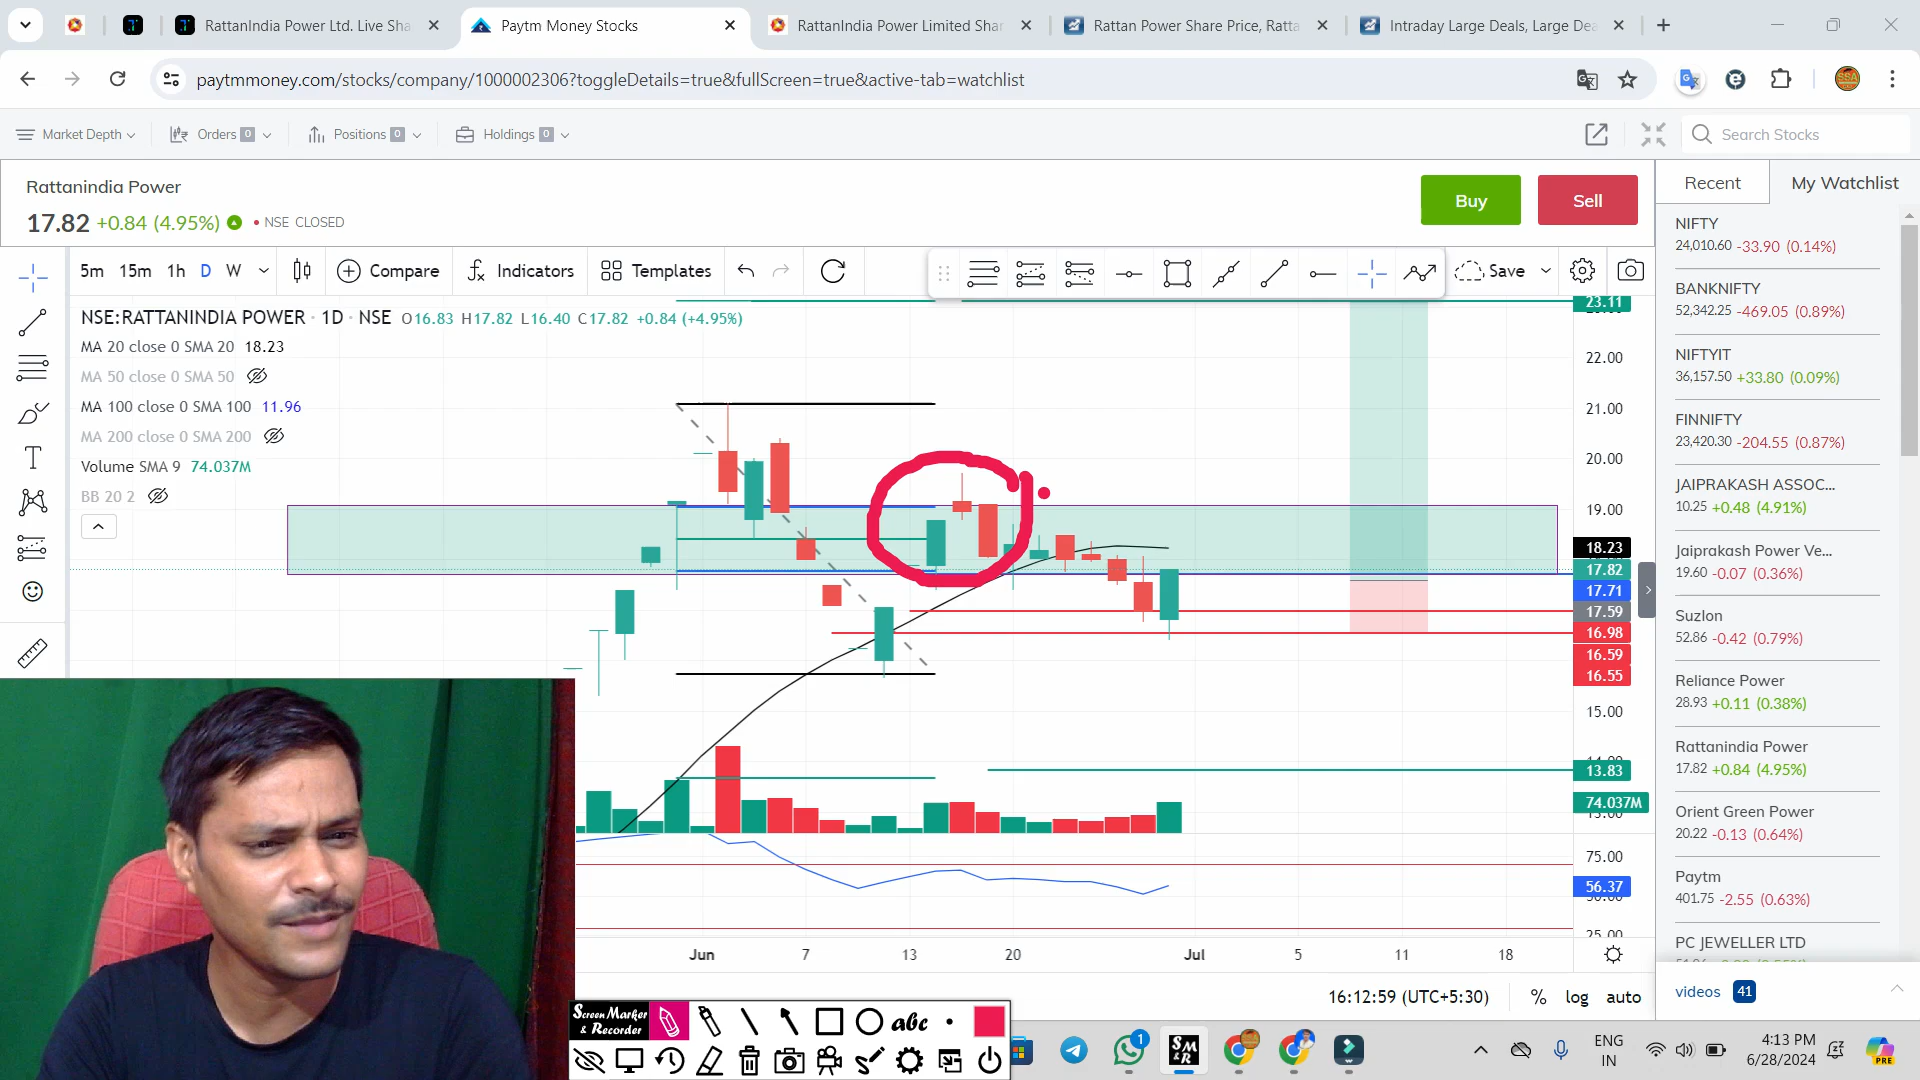 RattanIndia Power Ltd. Live Sha
Paytm Money Stocks
RattanIndia Power Limited Shar
Rattan Power Share Price, Ratta
Intraday Large Deals, Large Dea
paytmmoney.com/stocks/company/1000002306?toggleDetails=true&fullScreen=true&active-tab=watchlist
Market Depth
Orders 0
Positions 0
Holdings 0
Search Stocks
Rattanindia Power
17.82 +0.84 (4.95%) • NSE CLOSED
Buy
Sell
Recent
My Watchlist
5m 15m 1h D W
Compare
Indicators
Templates
Save
NSE:RATTANINDIA POWER · 1D · NSE O16.83 H17.82 L16.40 C17.82 +0.84 (+4.95%)
MA 20 close 0 SMA 20 18.23
MA 50 close 0 SMA 50
MA 100 close 0 SMA 100 11.96
MA 200 close 0 SMA 200
Volume SMA 9 74.037M
BB 20 2
23.11
22.00
21.00
20.00
19.00
18.23
17.82
17.71
17.59
16.98
16.59
16.55
15.00
13.83
74.037M
75.00
56.37
25.00
Jun 7 13 20 Jul 5 11 18
16:12:59 (UTC+5:30) % log auto
NIFTY
24,010.60 -33.90 (0.14%)
BANKNIFTY
52,342.25 -469.05 (0.89%)
NIFTYIT
36,157.50 +33.80 (0.09%)
FINNIFTY
23,420.30 -204.55 (0.87%)
JAIPRAKASH ASSOC...
10.25 +0.48 (4.91%)
Jaiprakash Power Ve...
19.60 -0.07 (0.36%)
Suzlon
52.86 -0.42 (0.79%)
Reliance Power
28.93 +0.11 (0.38%)
Rattanindia Power
17.82 +0.84 (4.95%)
Orient Green Power
20.22 -0.13 (0.64%)
Paytm
401.75 -2.55 (0.63%)
PC JEWELLER LTD
videos 41
Screen Marker
& Recorder
abc
SM
&R
1
ENG
IN
4:13 PM
6/28/2024
PRE
SSA